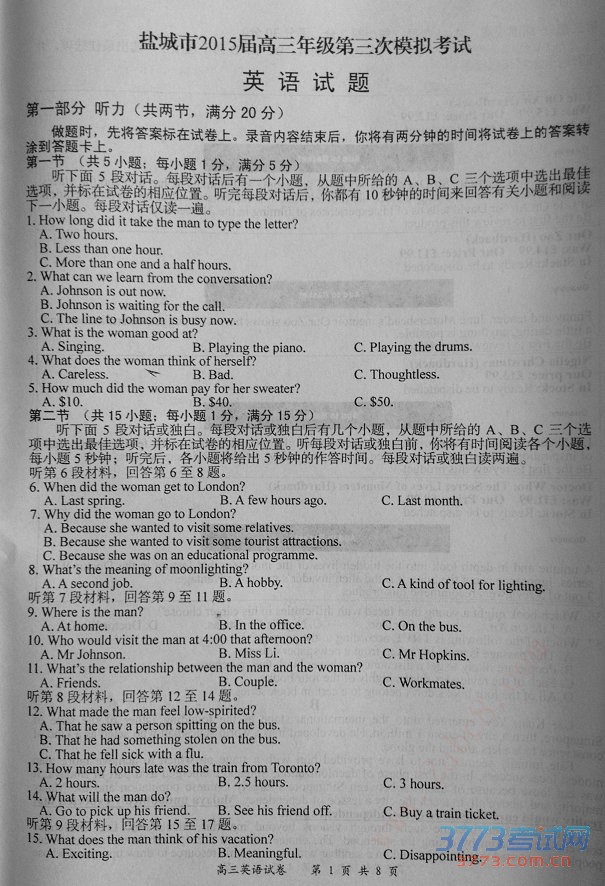 盐城市2015届高三年级第三次模拟考试
英语试题
第一部分 听力（共两节，满分20分）
做题时，先将答案标在试卷上。录音内容结束后，你将有两分钟的时间将试卷上的答案转
涂到答题卡上。
第一节 （共5小题；每小题1分，满分5分）
听下面5段对话。每段对话后有一个小题，从题中所给的A、B、C三个选项中选出最佳
选项，并标在试卷的相应位置。听完每段对话后，你都有10秒钟的时间来回答有关小题和阅读
下一小题。每段对话仅读一遍。
1. How long did it take the man to type the letter?
A. Two hours.
B. Less than one hour.
C. More than one and a half hours.
2. What can we learn from the conversation?
A. Johnson is out now.
B. Johnson is waiting for the call.
C. The line to Johnson is busy now.
3. What is the woman good at?
A. Singing. B. Playing the piano. C. Playing the drums.
4. What does the woman think of herself?
A. Careless. B. Bad. C. Thoughtless.
5. How much did the woman pay for her sweater?
A. $10. B. $40. C. $50.
第二节 （共15小题；每小题1分，满分15分）
听下面5段对话或独白。每段对话或独白后有几个小题，从题中所给的A、B、C三个选
项中选出最佳选项，并标在试卷的相应位置。听每段对话或独白前，你将有时间阅读各个小题，
每小题5秒钟；听完后，各小题将给出5秒钟的作答时间。每段对话或独白读两遍。
听第6段材料，回答第6至8题。
6. When did the woman get to London?
A. Last spring. B. A few hours ago. C. Last month.
7. Why did the woman go to London?
A. Because she wanted to visit some relatives.
B. Because she wanted to visit some tourist attractions.
C. Because she was on an educational programme.
8. What's the meaning of moonlighting?
A. A second job. B. A hobby. C. A kind of tool for lighting.
听第7段材料，回答第9至11题。
9. Where is the man?
A. At home. B. In the office. C. On the bus.
10. Who would visit the man at 4:00 that afternoon?
A. Mr Johnson. B. Miss Li. C. Mr Hopkins.
11. What's the relationship between the man and the woman?
A. Friends. B. Couple. C. Workmates.
听第8段材料，回答第12至14题。
12. What made the man feel low-spirited?
A. That he saw a person spitting on the bus.
B. That he had something stolen on the bus.
C. That he fell sick with a flu.
13. How many hours late was the train from Toronto?
A. 2 hours. B. 2.5 hours. C. 3 hours.
14. What will the man do?
A. Go to pick up his friend. B. See his friend off. C. Buy a train ticket.
听第9段材料，回答第15至17题。
15. What does the man think of his vacation?
A. Exciting. B. Meaningful. C. Disappointing.
高三英语试卷 第1页共8页
3773考试网
3773.com.cn